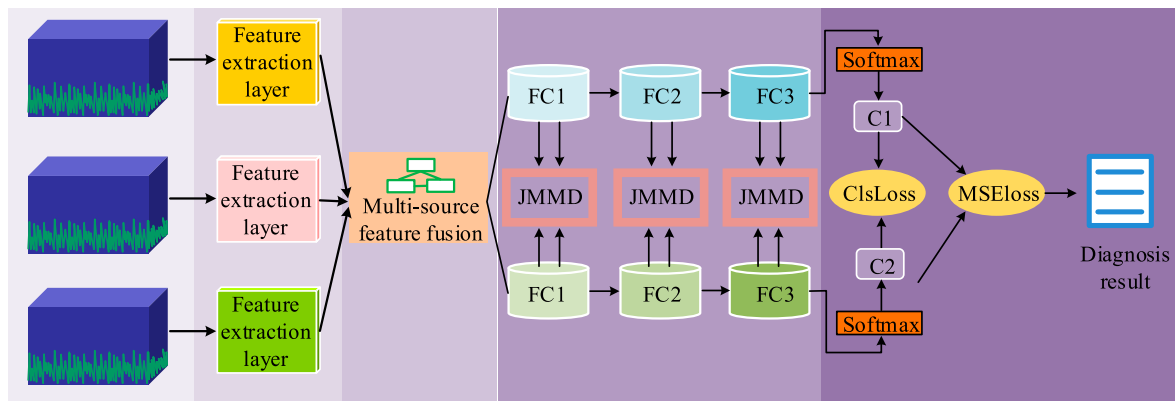 Feature
extraction
layer
Feature
extraction
layer
Feature
extraction
layer
Multi-source
feature fusion
FC1
FC2
FC3
JMMD
JMMD
JMMD
FC1
FC2
FC3
Softmax
C1
ClsLoss
MSEloss
C2
Softmax
Diagnosis
result